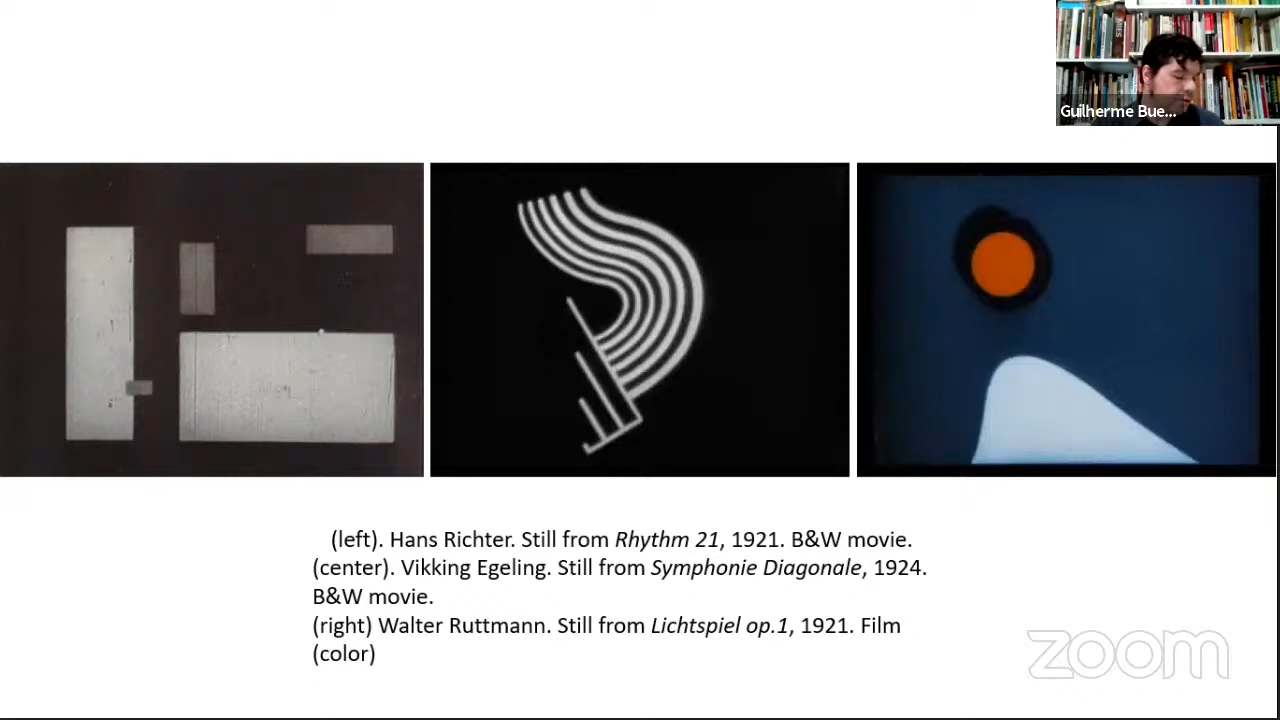 Guilherme Bue...
(left). Hans Richter. Still from Rhythm 21, 1921. B&W movie.
(center). Vikking Egeling. Still from Symphonie Diagonale, 1924.
B&W movie.
(right) Walter Ruttmann. Still from Lichtspiel op.1, 1921. Film
(color)
zoom